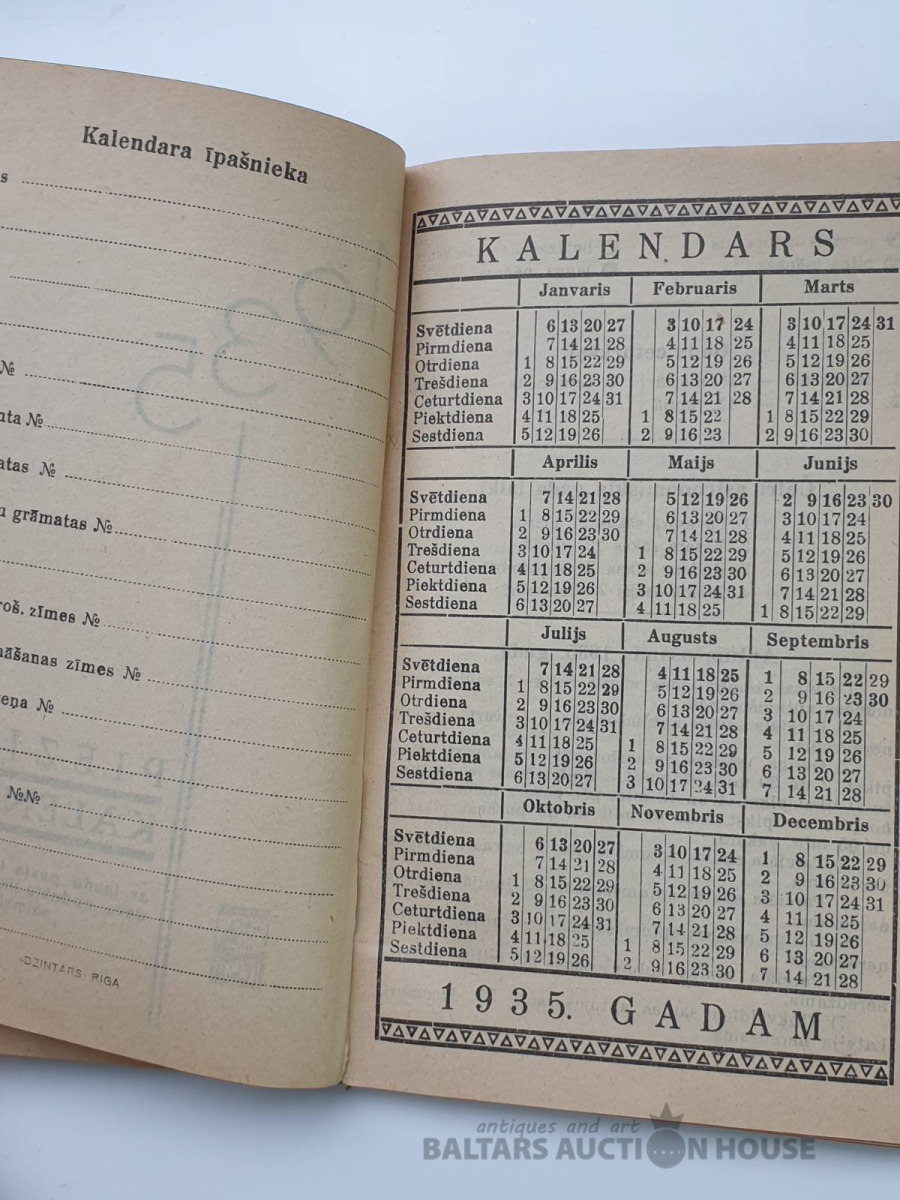 Kalendara īpašnieka
s
№
nta №
atas №
u grāmatas №
roš. zīmes №
nāšanas zīmes №
eņa №
№№
DZINTARS RIGA
1935
KALENDARS
Janvaris Februaris Marts
Svētdiena 6 13 20 27 3 10 17 24 3 10 17 24 31
Pirmdiena 7 14 21 28 4 11 18 25 4 11 18 25
Otrdiena 1 8 15 22 29 5 12 19 26 5 12 19 26
Trešdiena 2 9 16 23 30 6 13 20 27 6 13 20 27
Ceturtdiena 3 10 17 24 31 7 14 21 28 7 14 21 28
Piektdiena 4 11 18 25 1 8 15 22 1 8 15 22 29
Sestdiena 5 12 19 26 2 9 16 23 2 9 16 23 30
Aprilis Maijs Junijs
Svētdiena 7 14 21 28 5 12 19 26 2 9 16 23 30
Pirmdiena 1 8 15 22 29 6 13 20 27 3 10 17 24
Otrdiena 2 9 16 23 30 7 14 21 28 4 11 18 25
Trešdiena 3 10 17 24 1 8 15 22 29 5 12 19 26
Ceturtdiena 4 11 18 25 2 9 16 23 30 6 13 20 27
Piektdiena 5 12 19 26 3 10 17 24 31 7 14 21 28
Sestdiena 6 13 20 27 4 11 18 25 1 8 15 22 29
Julijs Augusts Septembris
Svētdiena 7 14 21 28 4 11 18 25 1 8 15 22 29
Pirmdiena 1 8 15 22 29 5 12 19 26 2 9 16 23 30
Otrdiena 2 9 16 23 30 6 13 20 27 3 10 17 24
Trešdiena 3 10 17 24 31 7 14 21 28 4 11 18 25
Ceturtdiena 4 11 18 25 1 8 15 22 29 5 12 19 26
Piektdiena 5 12 19 26 2 9 16 23 30 6 13 20 27
Sestdiena 6 13 20 27 3 10 17 24 31 7 14 21 28
Oktobris Novembris Decembris
Svētdiena 6 13 20 27 3 10 17 24 1 8 15 22 29
Pirmdiena 7 14 21 28 4 11 18 25 2 9 16 23 30
Otrdiena 1 8 15 22 29 5 12 19 26 3 10 17 24 31
Trešdiena 2 9 16 23 30 6 13 20 27 4 11 18 25
Ceturtdiena 3 10 17 24 31 7 14 21 28 5 12 19 26
Piektdiena 4 11 18 25 1 8 15 22 29 6 13 20 27
Sestdiena 5 12 19 26 2 9 16 23 30 7 14 21 28
1935. GADAM
antiques and art
BALTARS AUCTION HOUSE